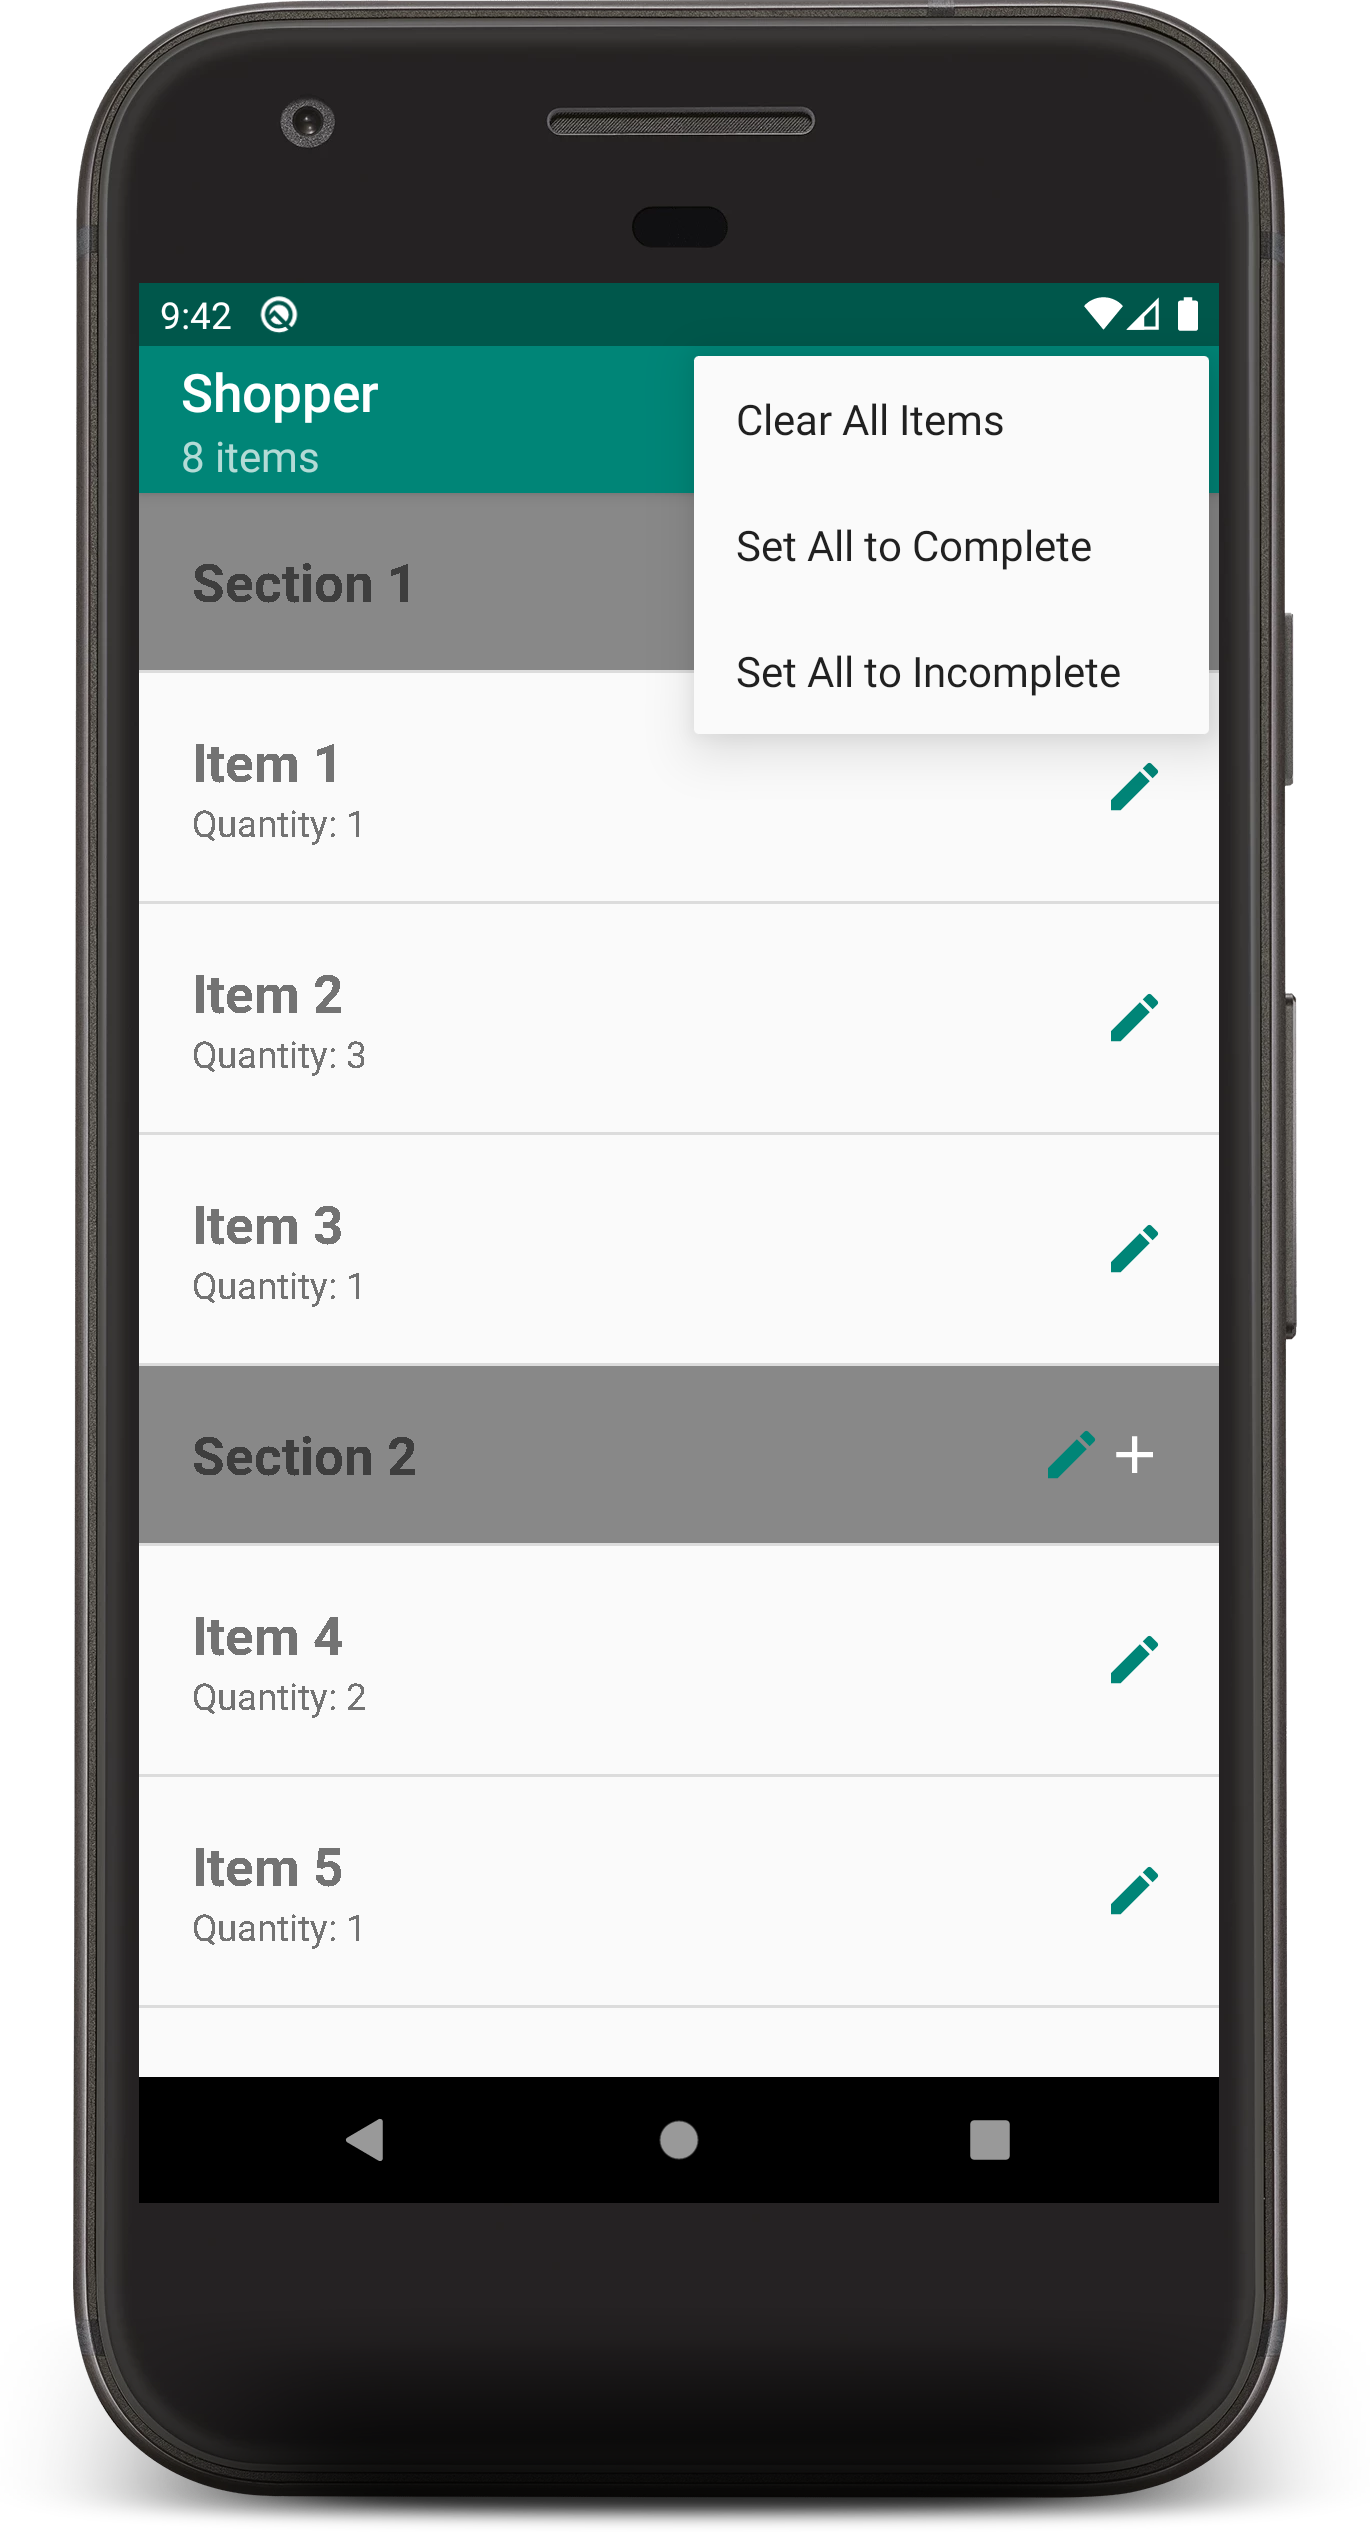 9:42
Shopper
8 items
Clear All Items
Set All to Complete
Set All to Incomplete
Section 1
Item 1
Quantity: 1
Item 2
Quantity: 3
Item 3
Quantity: 1
Section 2
Item 4
Quantity: 2
Item 5
Quantity: 1